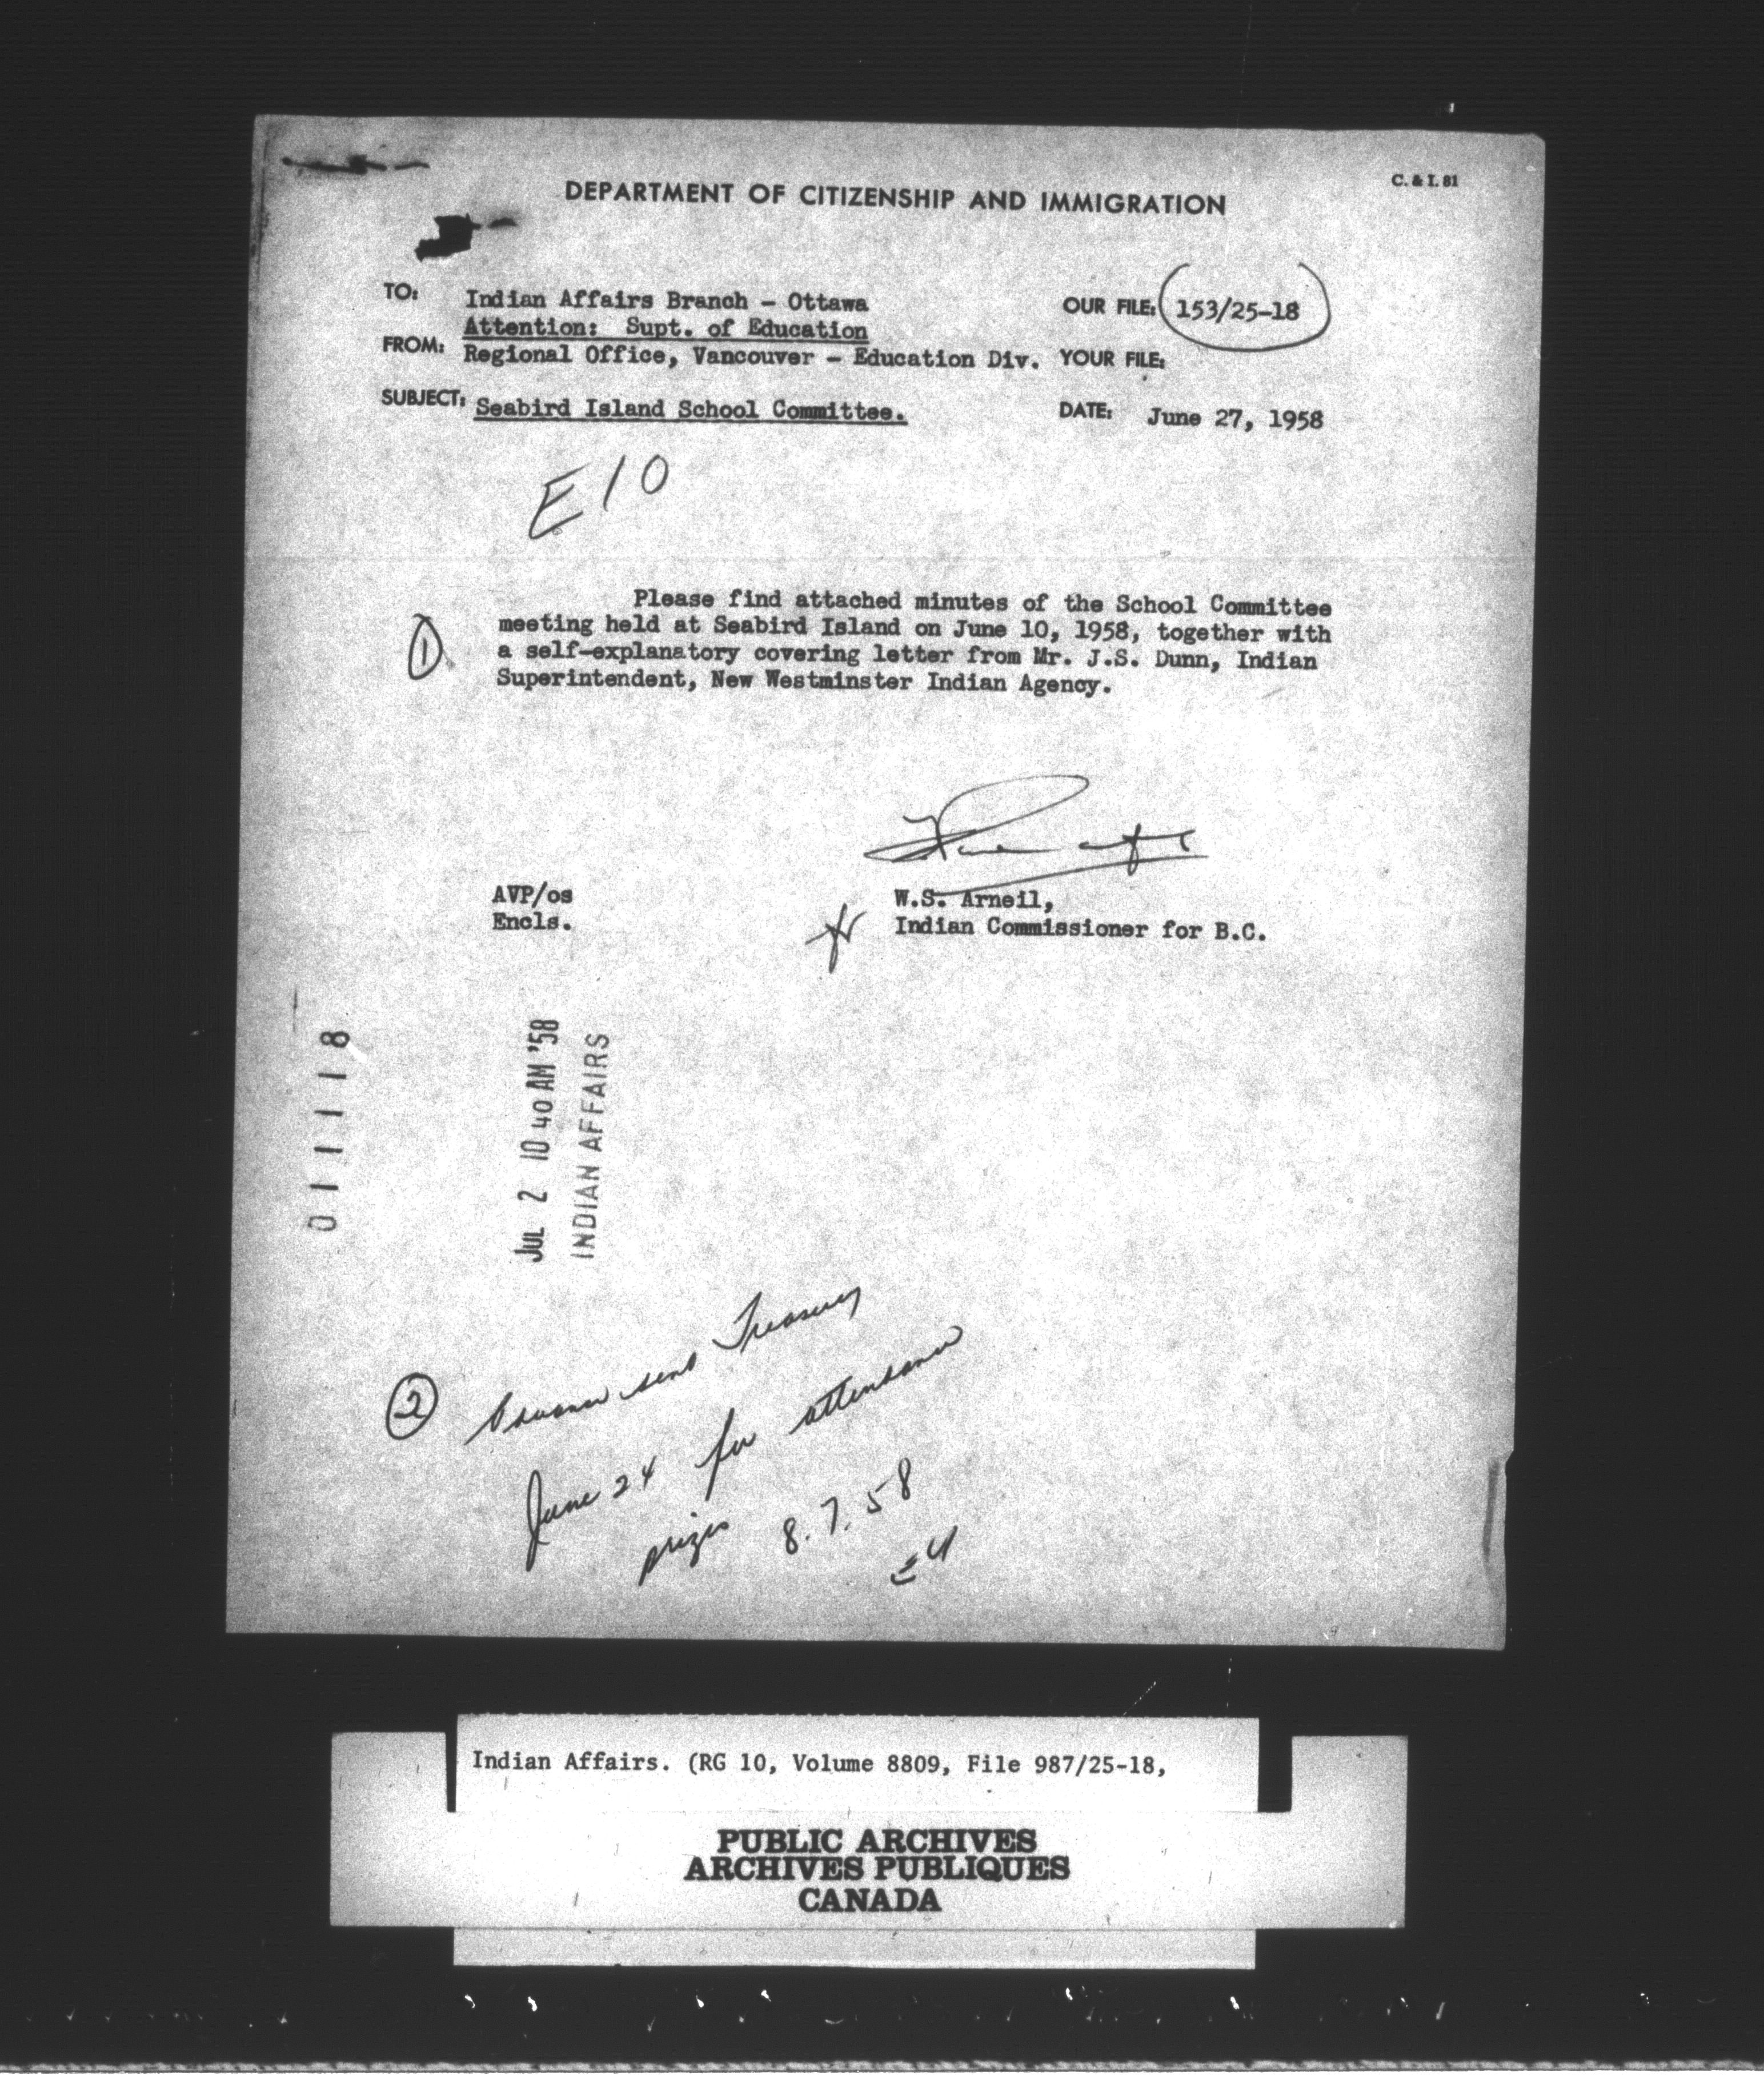 C. & I. 81
DEPARTMENT OF CITIZENSHIP AND IMMIGRATION
TO: Indian Affairs Branch - Ottawa
Attention: Supt. of Education
OUR FILE: 153/25-18
FROM: Regional Office, Vancouver - Education Div. YOUR FILE:
SUBJECT: Seabird Island School Committee.
DATE: June 27, 1958
E10
Please find attached minutes of the School Committee
1 meeting held at Seabird Island on June 10, 1958, together with
a self-explanatory covering letter from Mr. J.S. Dunn, Indian
Superintendent, New Westminster Indian Agency.
AVP/os
Encls.
W.S. Arneil,
Indian Commissioner for B.C.
011118
JUL 2 10 40 AM '58
INDIAN AFFAIRS
2 Advance sent Treasury
June 24 for attendance
prizes 8.7.58
Indian Affairs. (RG 10, Volume 8809, File 987/25-18,
PUBLIC ARCHIVES
ARCHIVES PUBLIQUES
CANADA